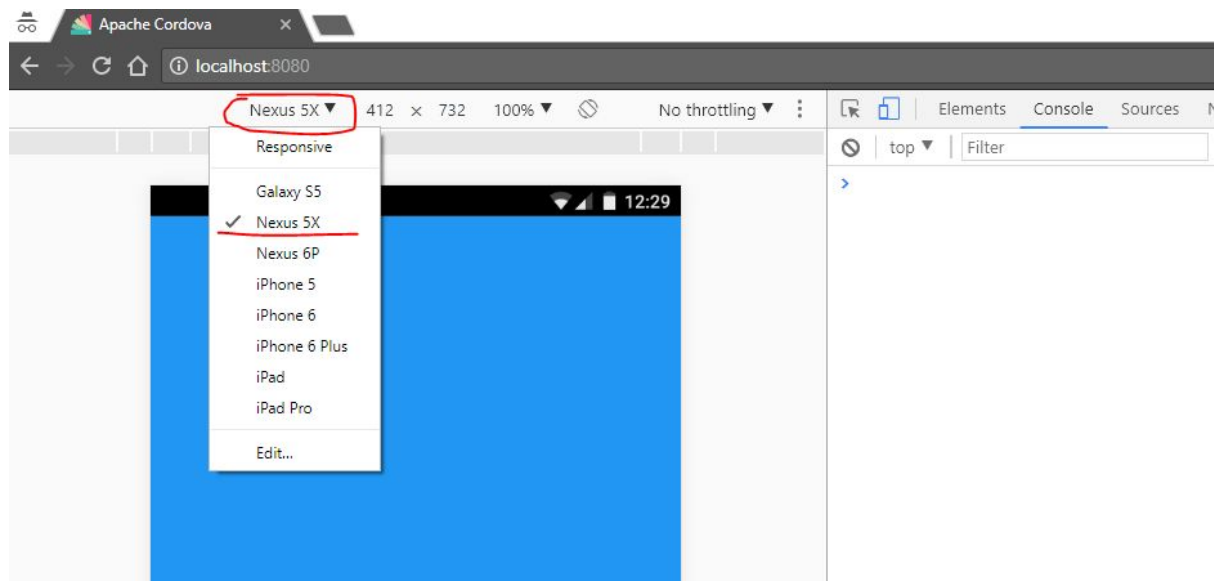 Apache Cordova
localhost:8080
Nexus 5X 412 × 732 100% No throttling Elements Console Sources
Responsive
top Filter
Galaxy S5
12:29
Nexus 5X
Nexus 6P
iPhone 5
iPhone 6
iPhone 6 Plus
iPad
iPad Pro
Edit...